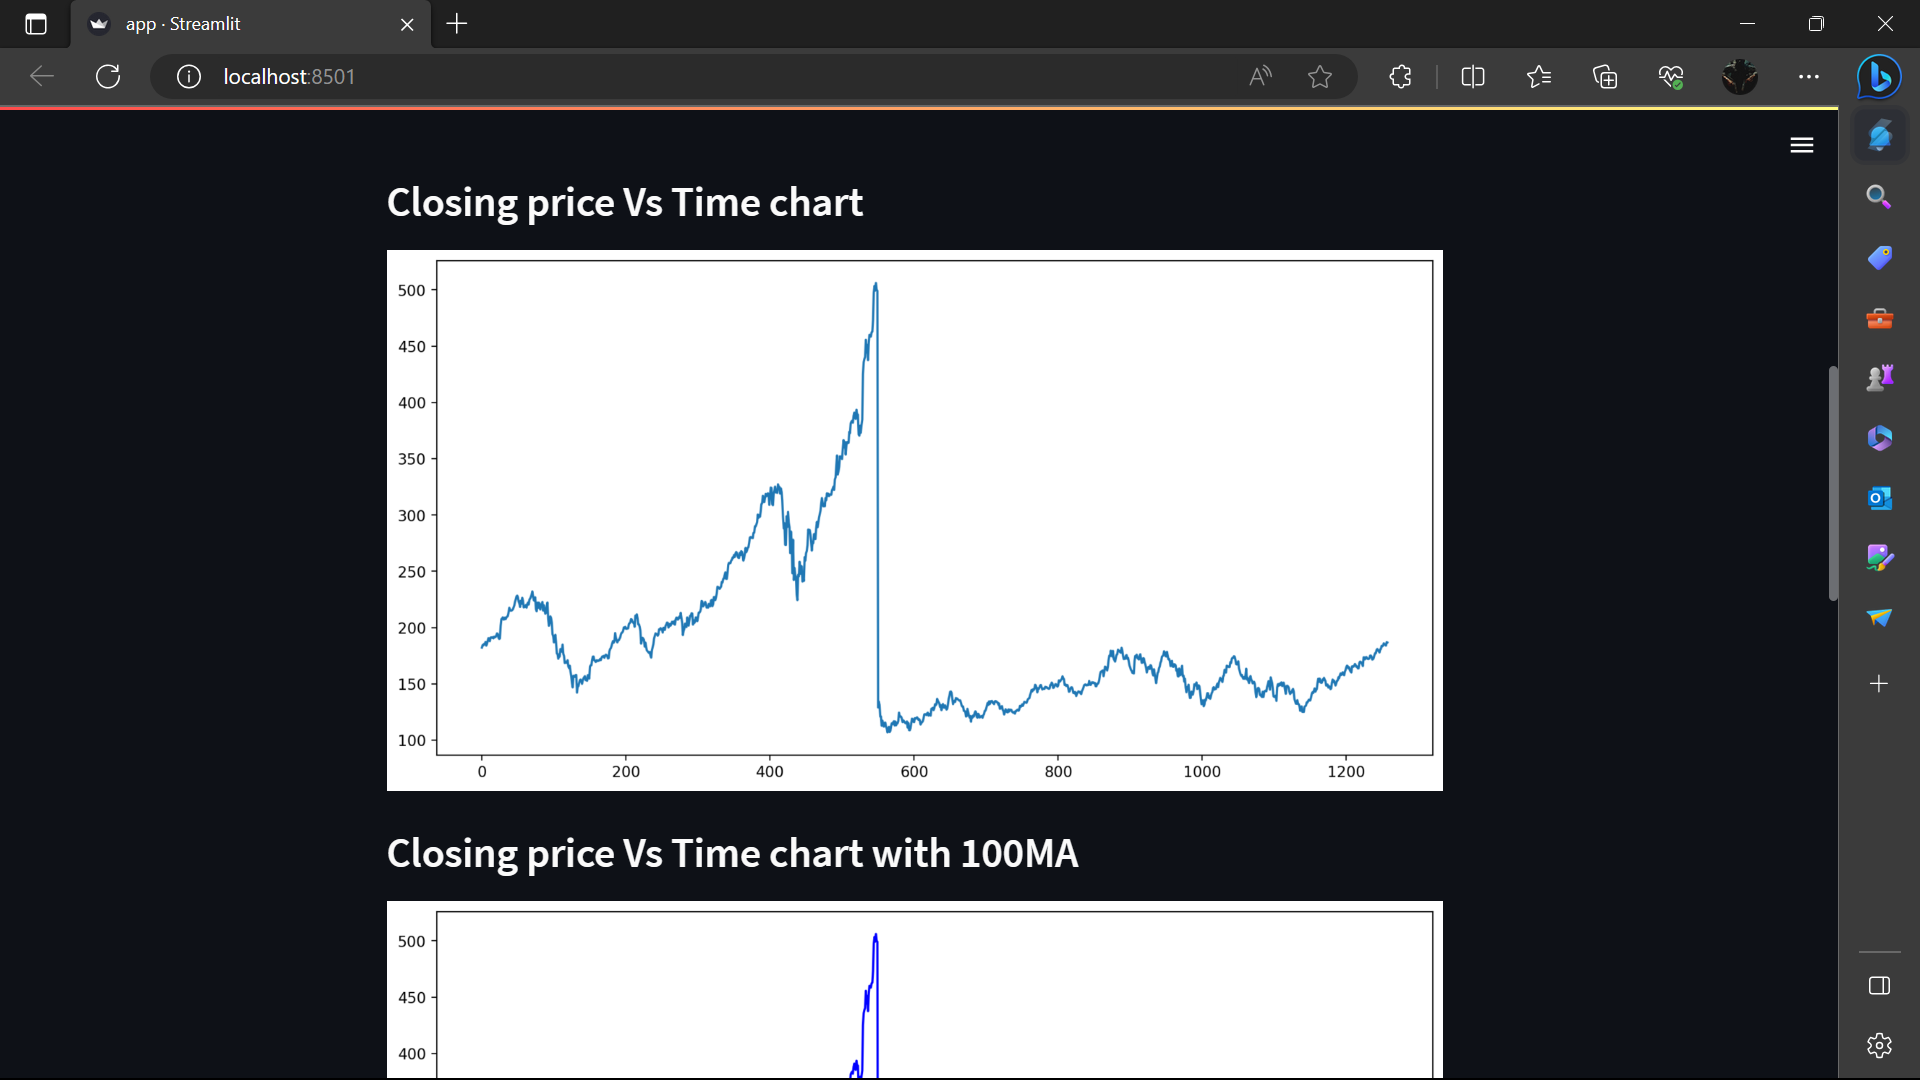 app · Streamlit
localhost:8501
Closing price Vs Time chart
500
450
400
350
300
250
200
150
100
0 200 400 600 800 1000 1200
Closing price Vs Time chart with 100MA
500
450
400